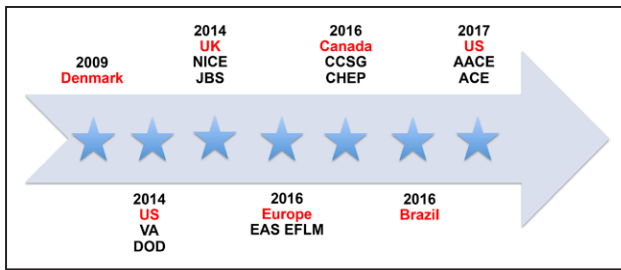 2009
Denmark
2014
UK
NICE
JBS
2016
Canada
CCSG
CHEP
2017
US
AACE
ACE
2014
US
VA
DOD
2016
Europe
EAS EFLM
2016
Brazil